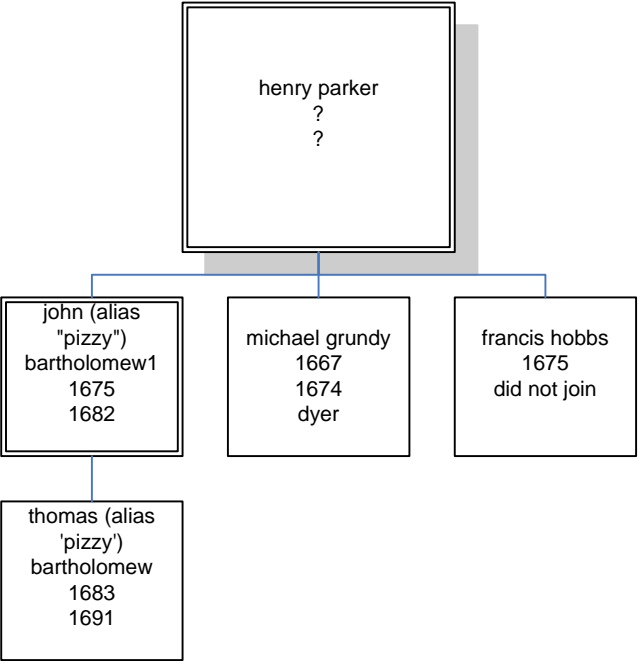 henry parker
?
?
john (alias
"pizzy")
bartholomew1
1675
1682
michael grundy
1667
1674
dyer
francis hobbs
1675
did not join
thomas (alias
'pizzy')
bartholomew
1683
1691